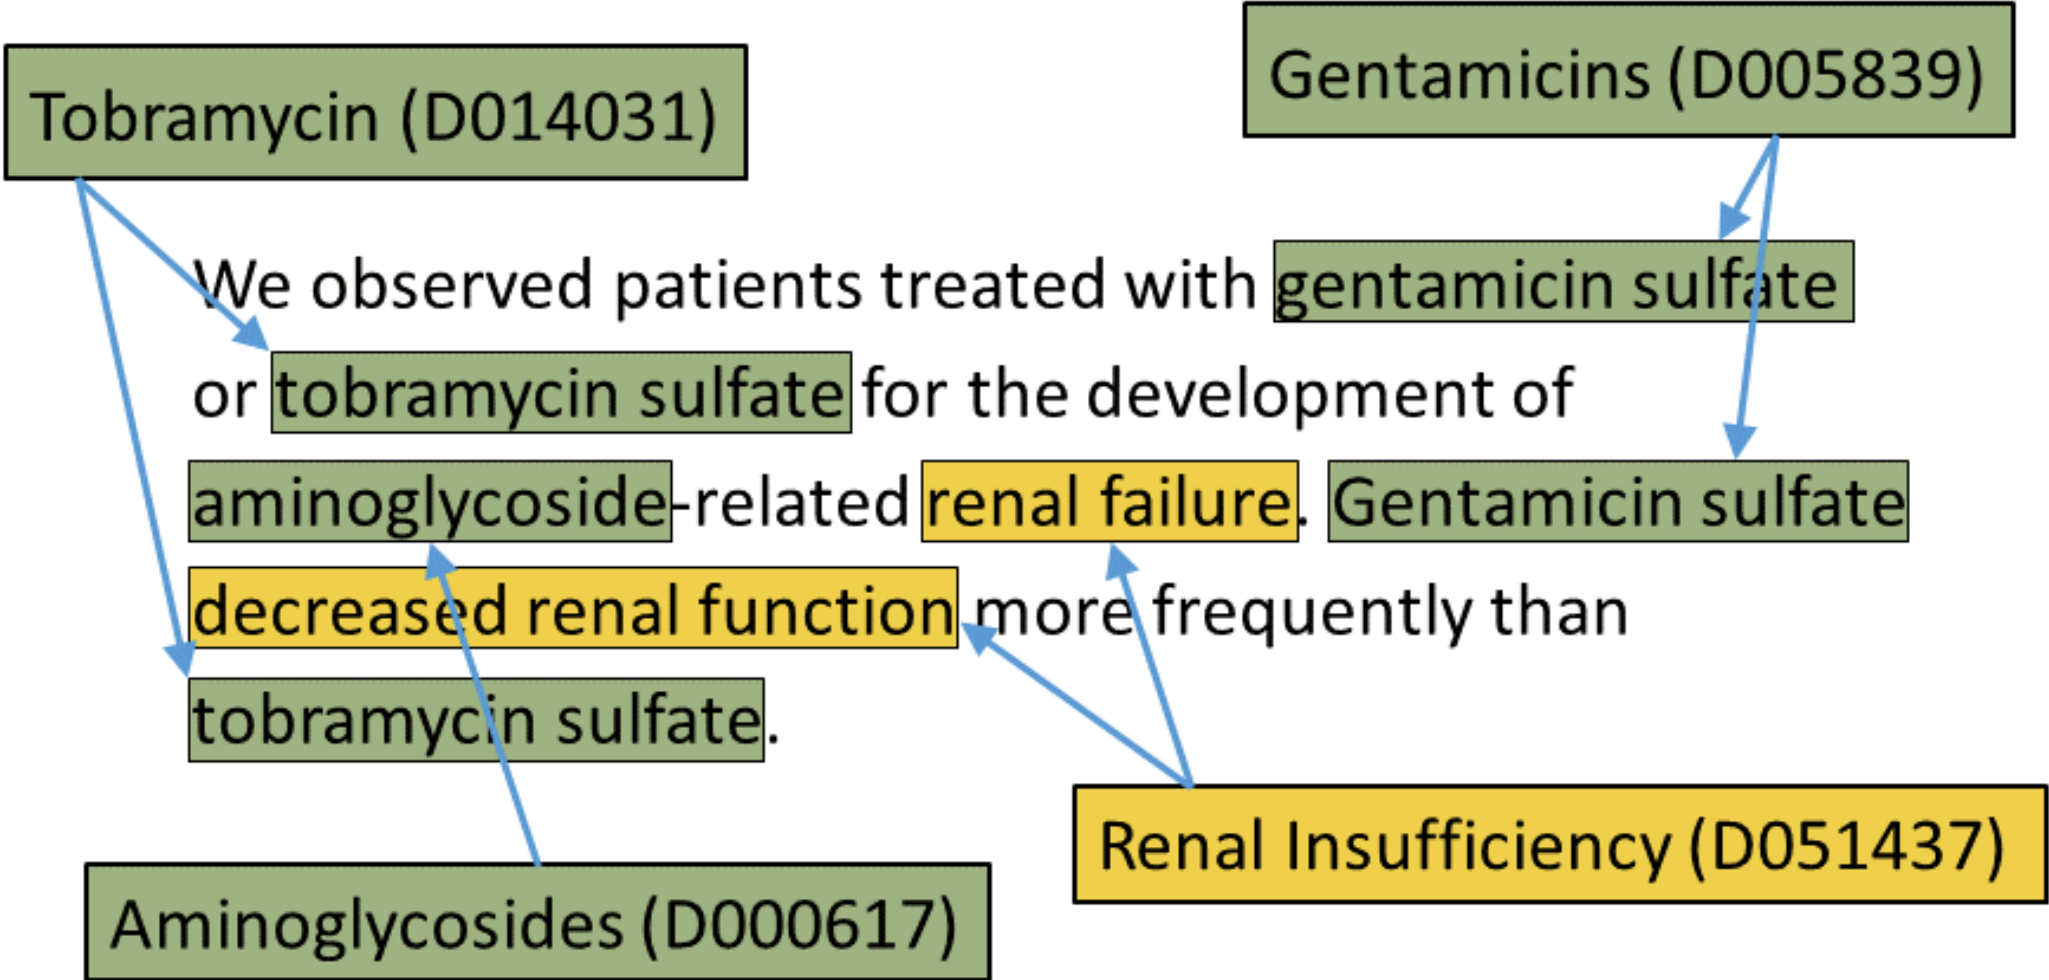 Tobramycin (D014031)
Gentamicins (D005839)
We observed patients treated with gentamicin sulfate
or tobramycin sulfate for the development of
aminoglycoside-related renal failure. Gentamicin sulfate
decreased renal function more frequently than
tobramycin sulfate.
Renal Insufficiency (D051437)
Aminoglycosides (D000617)